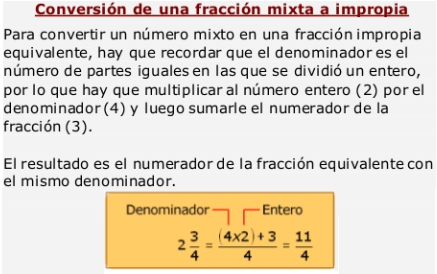 Conversión de una fracción mixta a impropia
Para convertir un número mixto en una fracción impropia
equivalente, hay que recordar que el denominador es el
número de partes iguales en las que se dividió un entero,
por lo que hay que multiplicar al número entero (2) por el
denominador (4) y luego sumarle el numerador de la
fracción (3).
El resultado es el numerador de la fracción equivalente con
el mismo denominador.
Denominador Entero
2 3/4 = (4x2) + 3 / 4 = 11/4